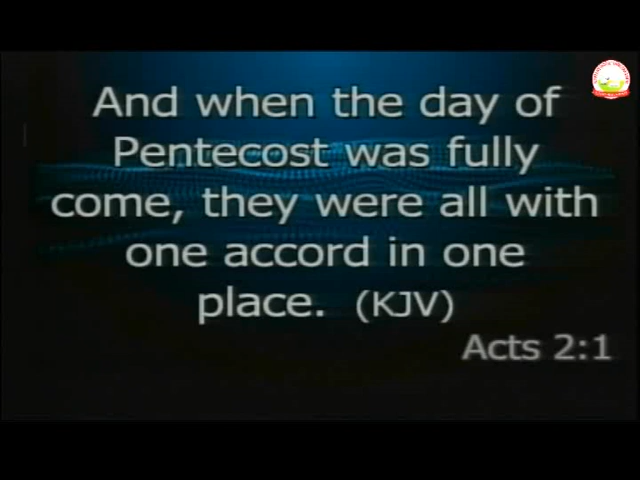 And when the day of
Pentecost was fully
come, they were all with
one accord in one
place. (KJV)
Acts 2:1